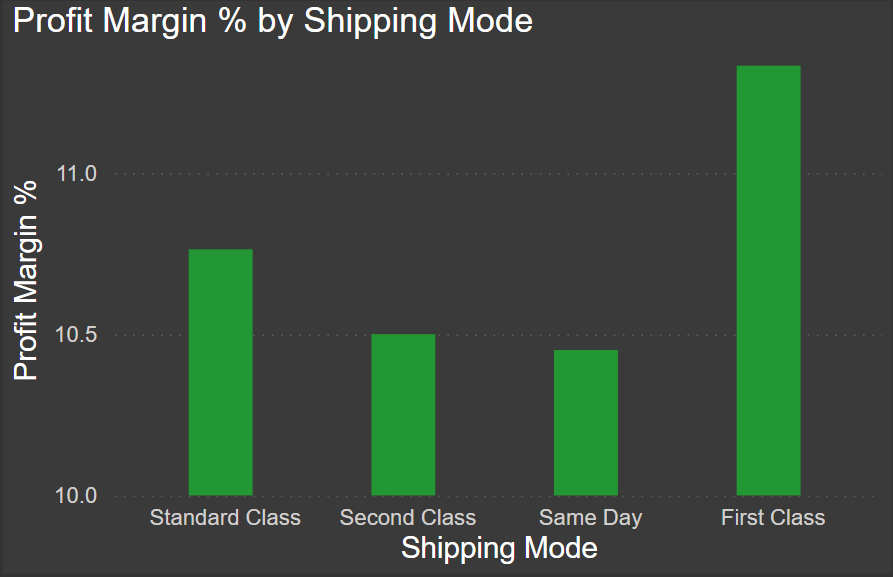 Profit Margin % by Shipping Mode
Profit Margin %
11.0
10.5
10.0
Standard Class
Second Class
Same Day
First Class
Shipping Mode